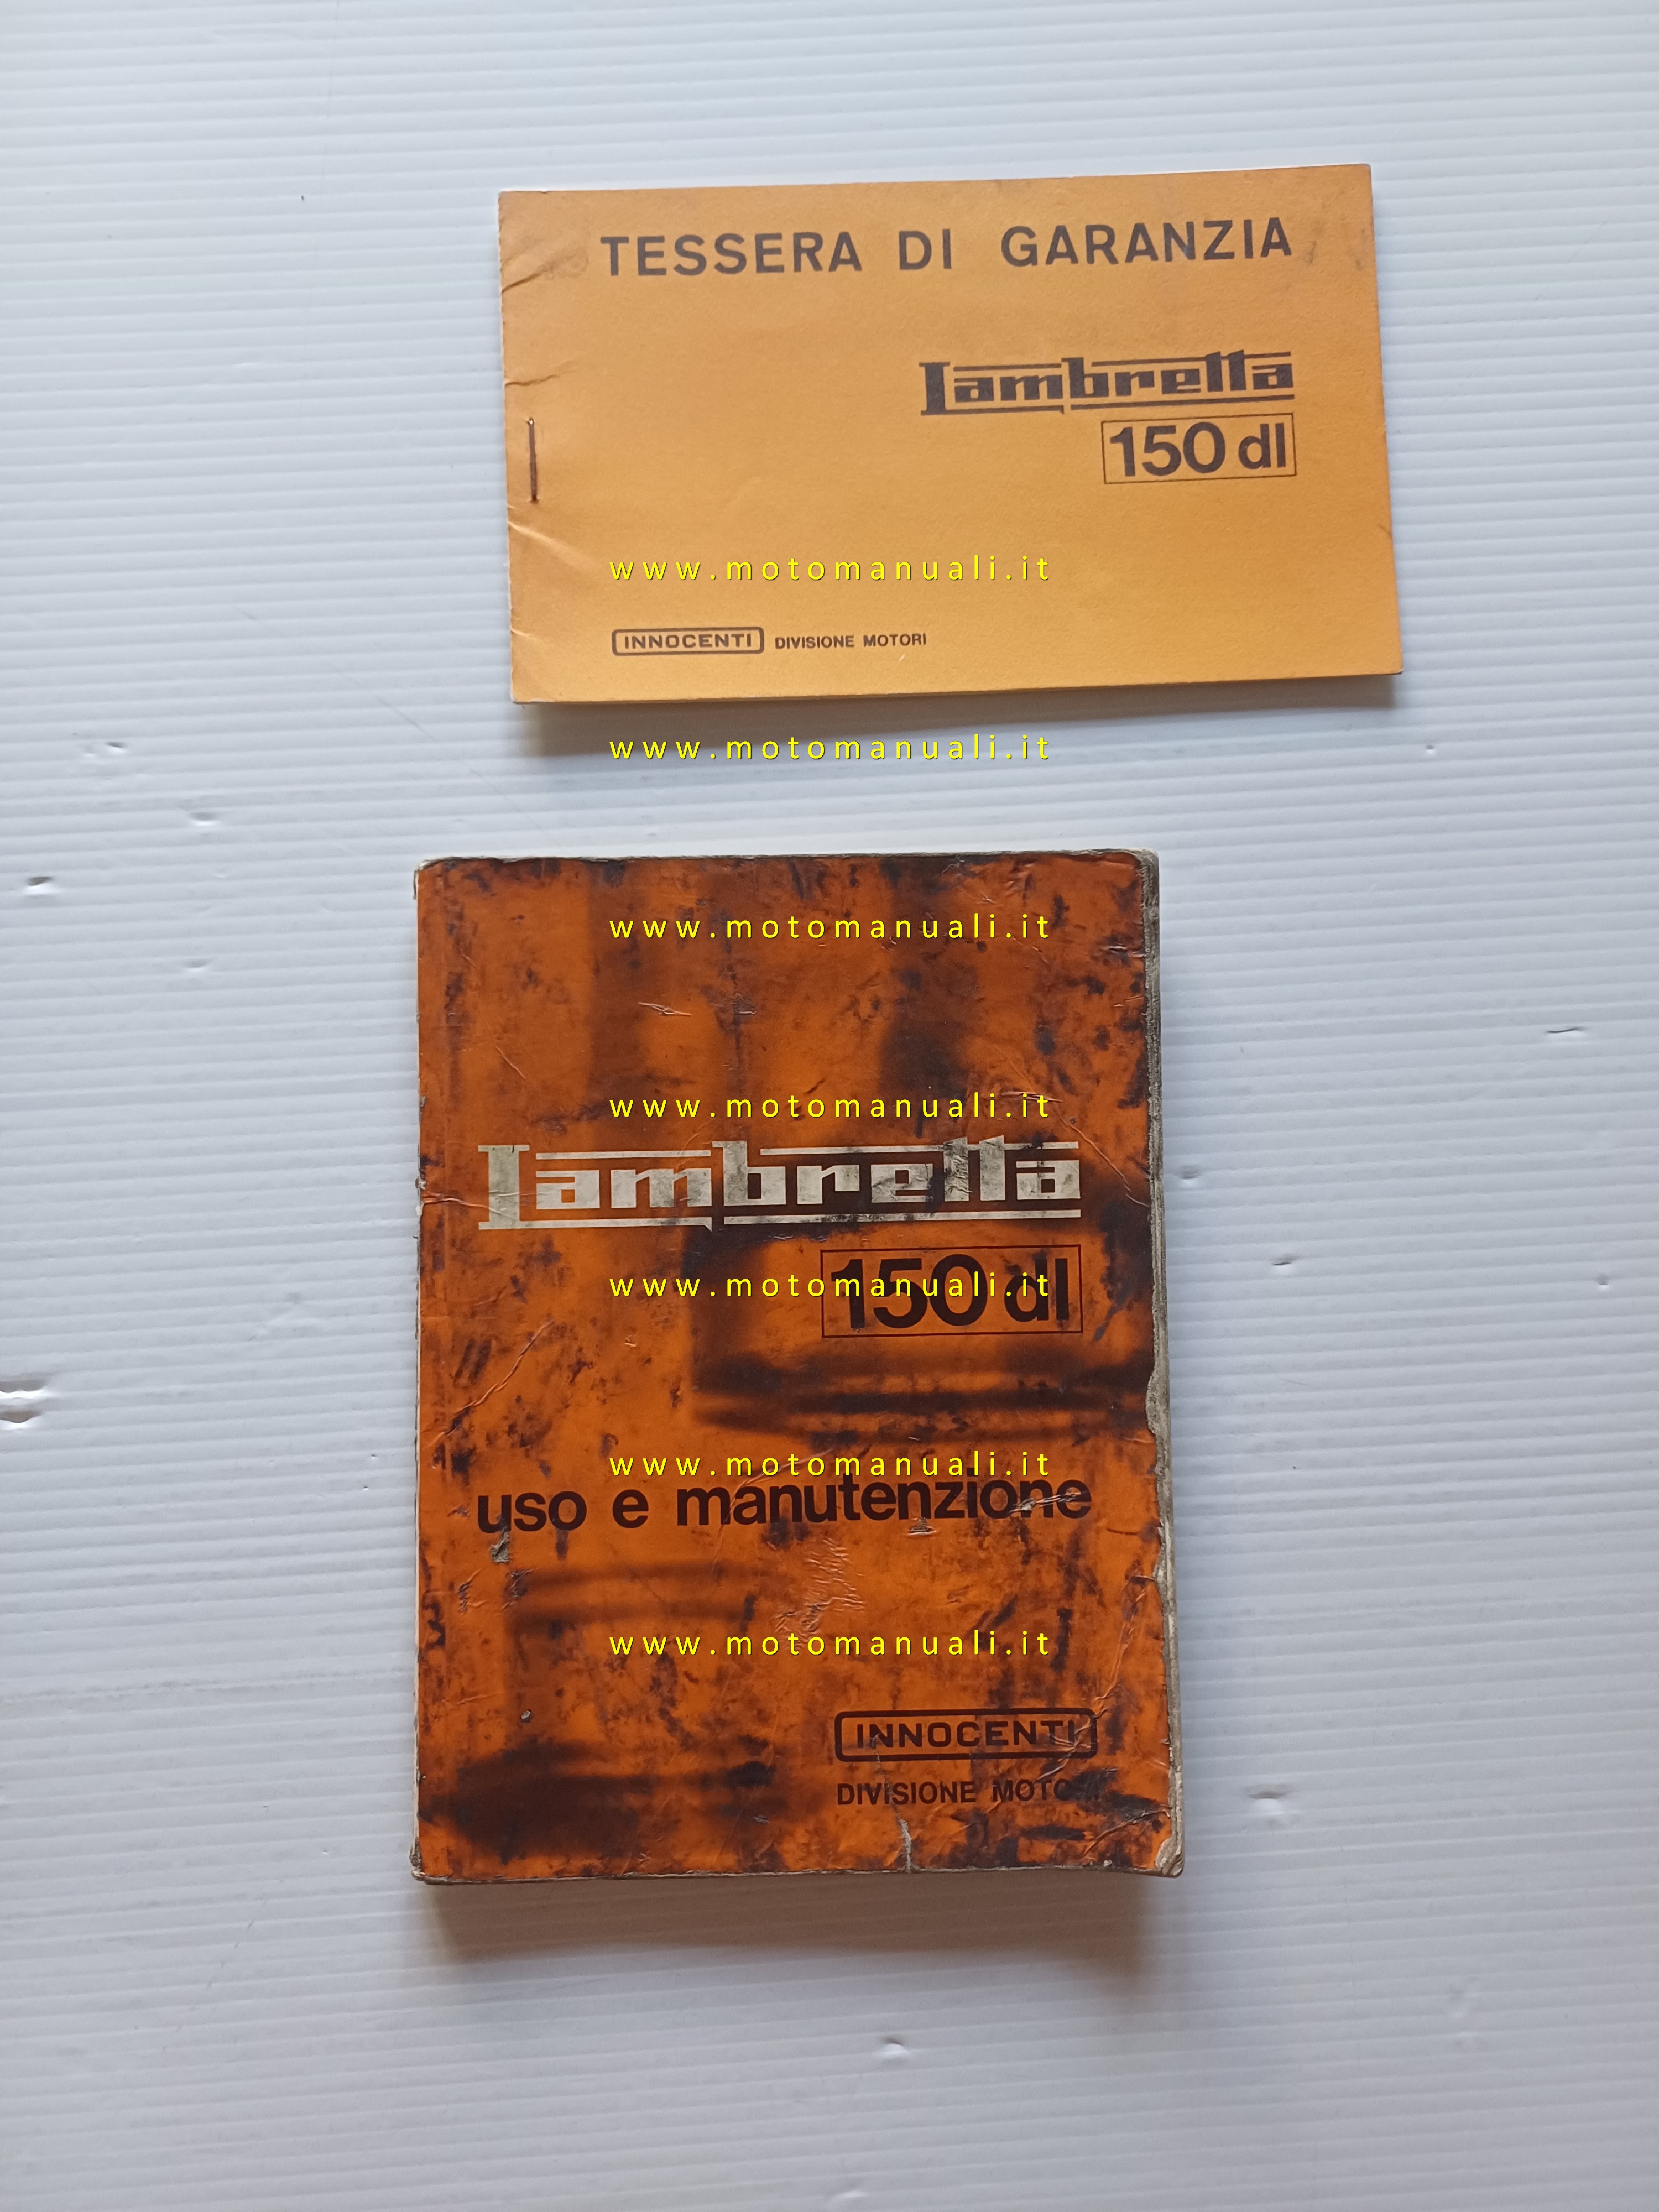 TESSERA DI GARANZIA
Lambretta
150 dl
www.motomanuali.it
INNOCENTI DIVISIONE MOTORI
www.motomanuali.it
www.motomanuali.it
www.motomanuali.it
Lambretta
150 dl
www.motomanuali.it
www.motomanuali.it
uso e manutenzione
www.motomanuali.it
INNOCENTI
DIVISIONE MOTORI